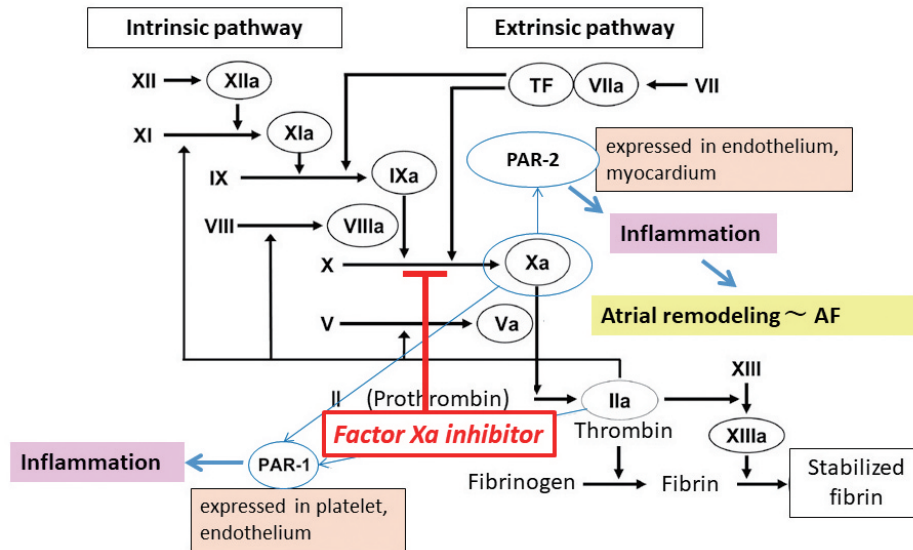 Intrinsic pathway
Extrinsic pathway
XII
XIIa
TF
VIIa
VII
XI
XIa
PAR-2
expressed in endothelium,
myocardium
IX
IXa
VIII
VIIIa
Inflammation
X
Xa
Atrial remodeling～ AF
V
Va
XIII
II (Prothrombin)
IIa
Thrombin
Factor Xa inhibitor
XIIIa
Inflammation
PAR-1
Fibrinogen
Fibrin
Stabilized
fibrin
expressed in platelet,
endothelium